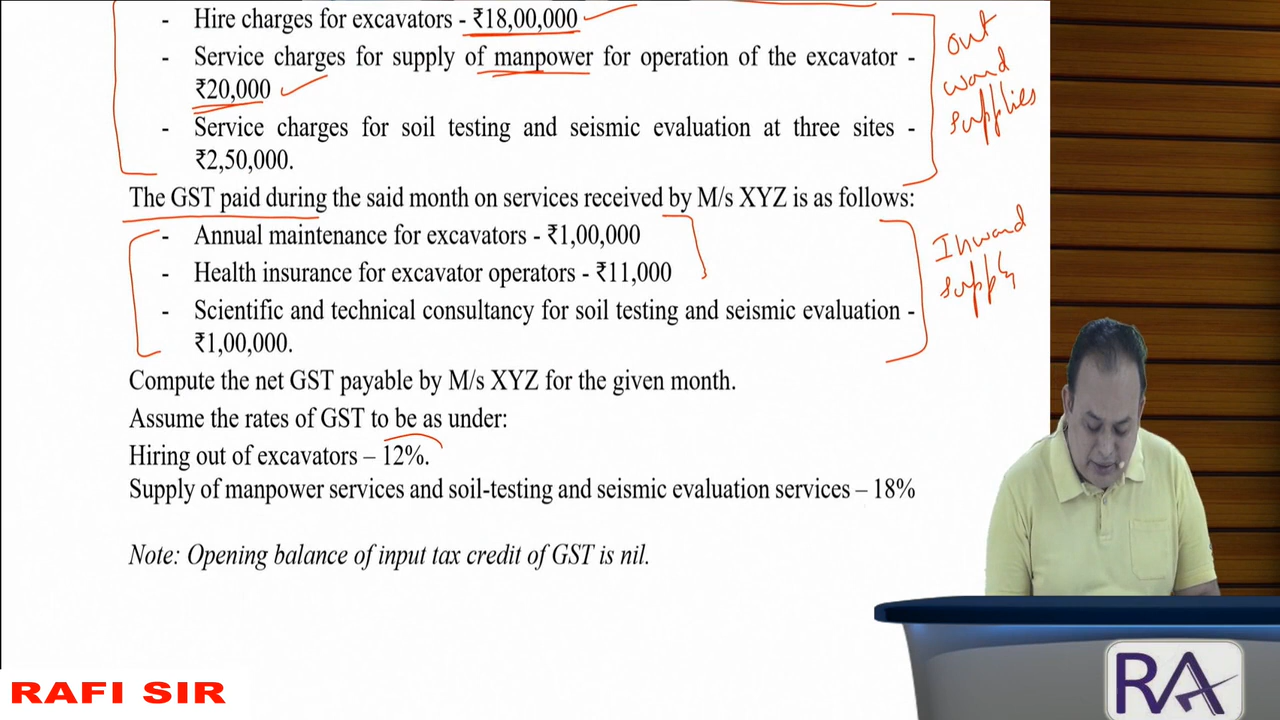 - Hire charges for excavators - ₹18,00,000
- Service charges for supply of manpower for operation of the excavator -
₹20,000
- Service charges for soil testing and seismic evaluation at three sites -
₹2,50,000.
out
ward
supplies
The GST paid during the said month on services received by M/s XYZ is as follows:
- Annual maintenance for excavators - ₹1,00,000
- Health insurance for excavator operators - ₹11,000
- Scientific and technical consultancy for soil testing and seismic evaluation -
₹1,00,000.
Inward
supply
Compute the net GST payable by M/s XYZ for the given month.
Assume the rates of GST to be as under:
Hiring out of excavators – 12%.
Supply of manpower services and soil-testing and seismic evaluation services – 18%
Note: Opening balance of input tax credit of GST is nil.
RAFI SIR
RA